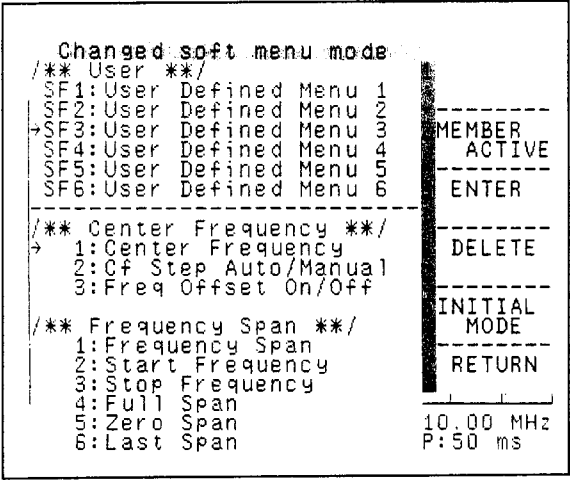 Changed soft menu mode
/** User **/
SF1:User Defined Menu 1
SF2:User Defined Menu 2
→SF3:User Defined Menu 3
SF4:User Defined Menu 4
SF5:User Defined Menu 5
SF6:User Defined Menu 6
/** Center Frequency **/
→ 1:Center Frequency
2:Cf Step Auto/Manual
3:Freq Offset On/Off
/** Frequency Span **/
1:Frequency Span
2:Start Frequency
3:Stop Frequency
4:Full Span
5:Zero Span
6:Last Span
MEMBER
ACTIVE
ENTER
DELETE
INITIAL
MODE
RETURN
10.00 MHz
P:50 ms